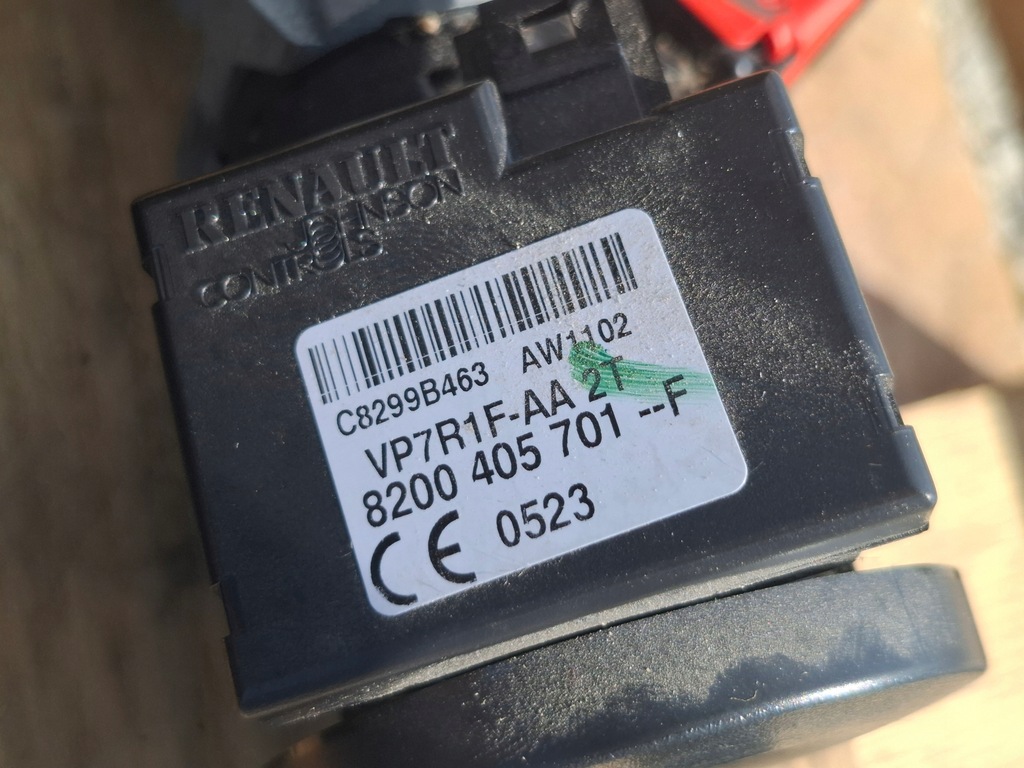 RENAULT
JOHNSON
CONTROLS
C8299B463 AW1102
VP7R1F-AA 2T
8200 405 701 --F
CE 0523